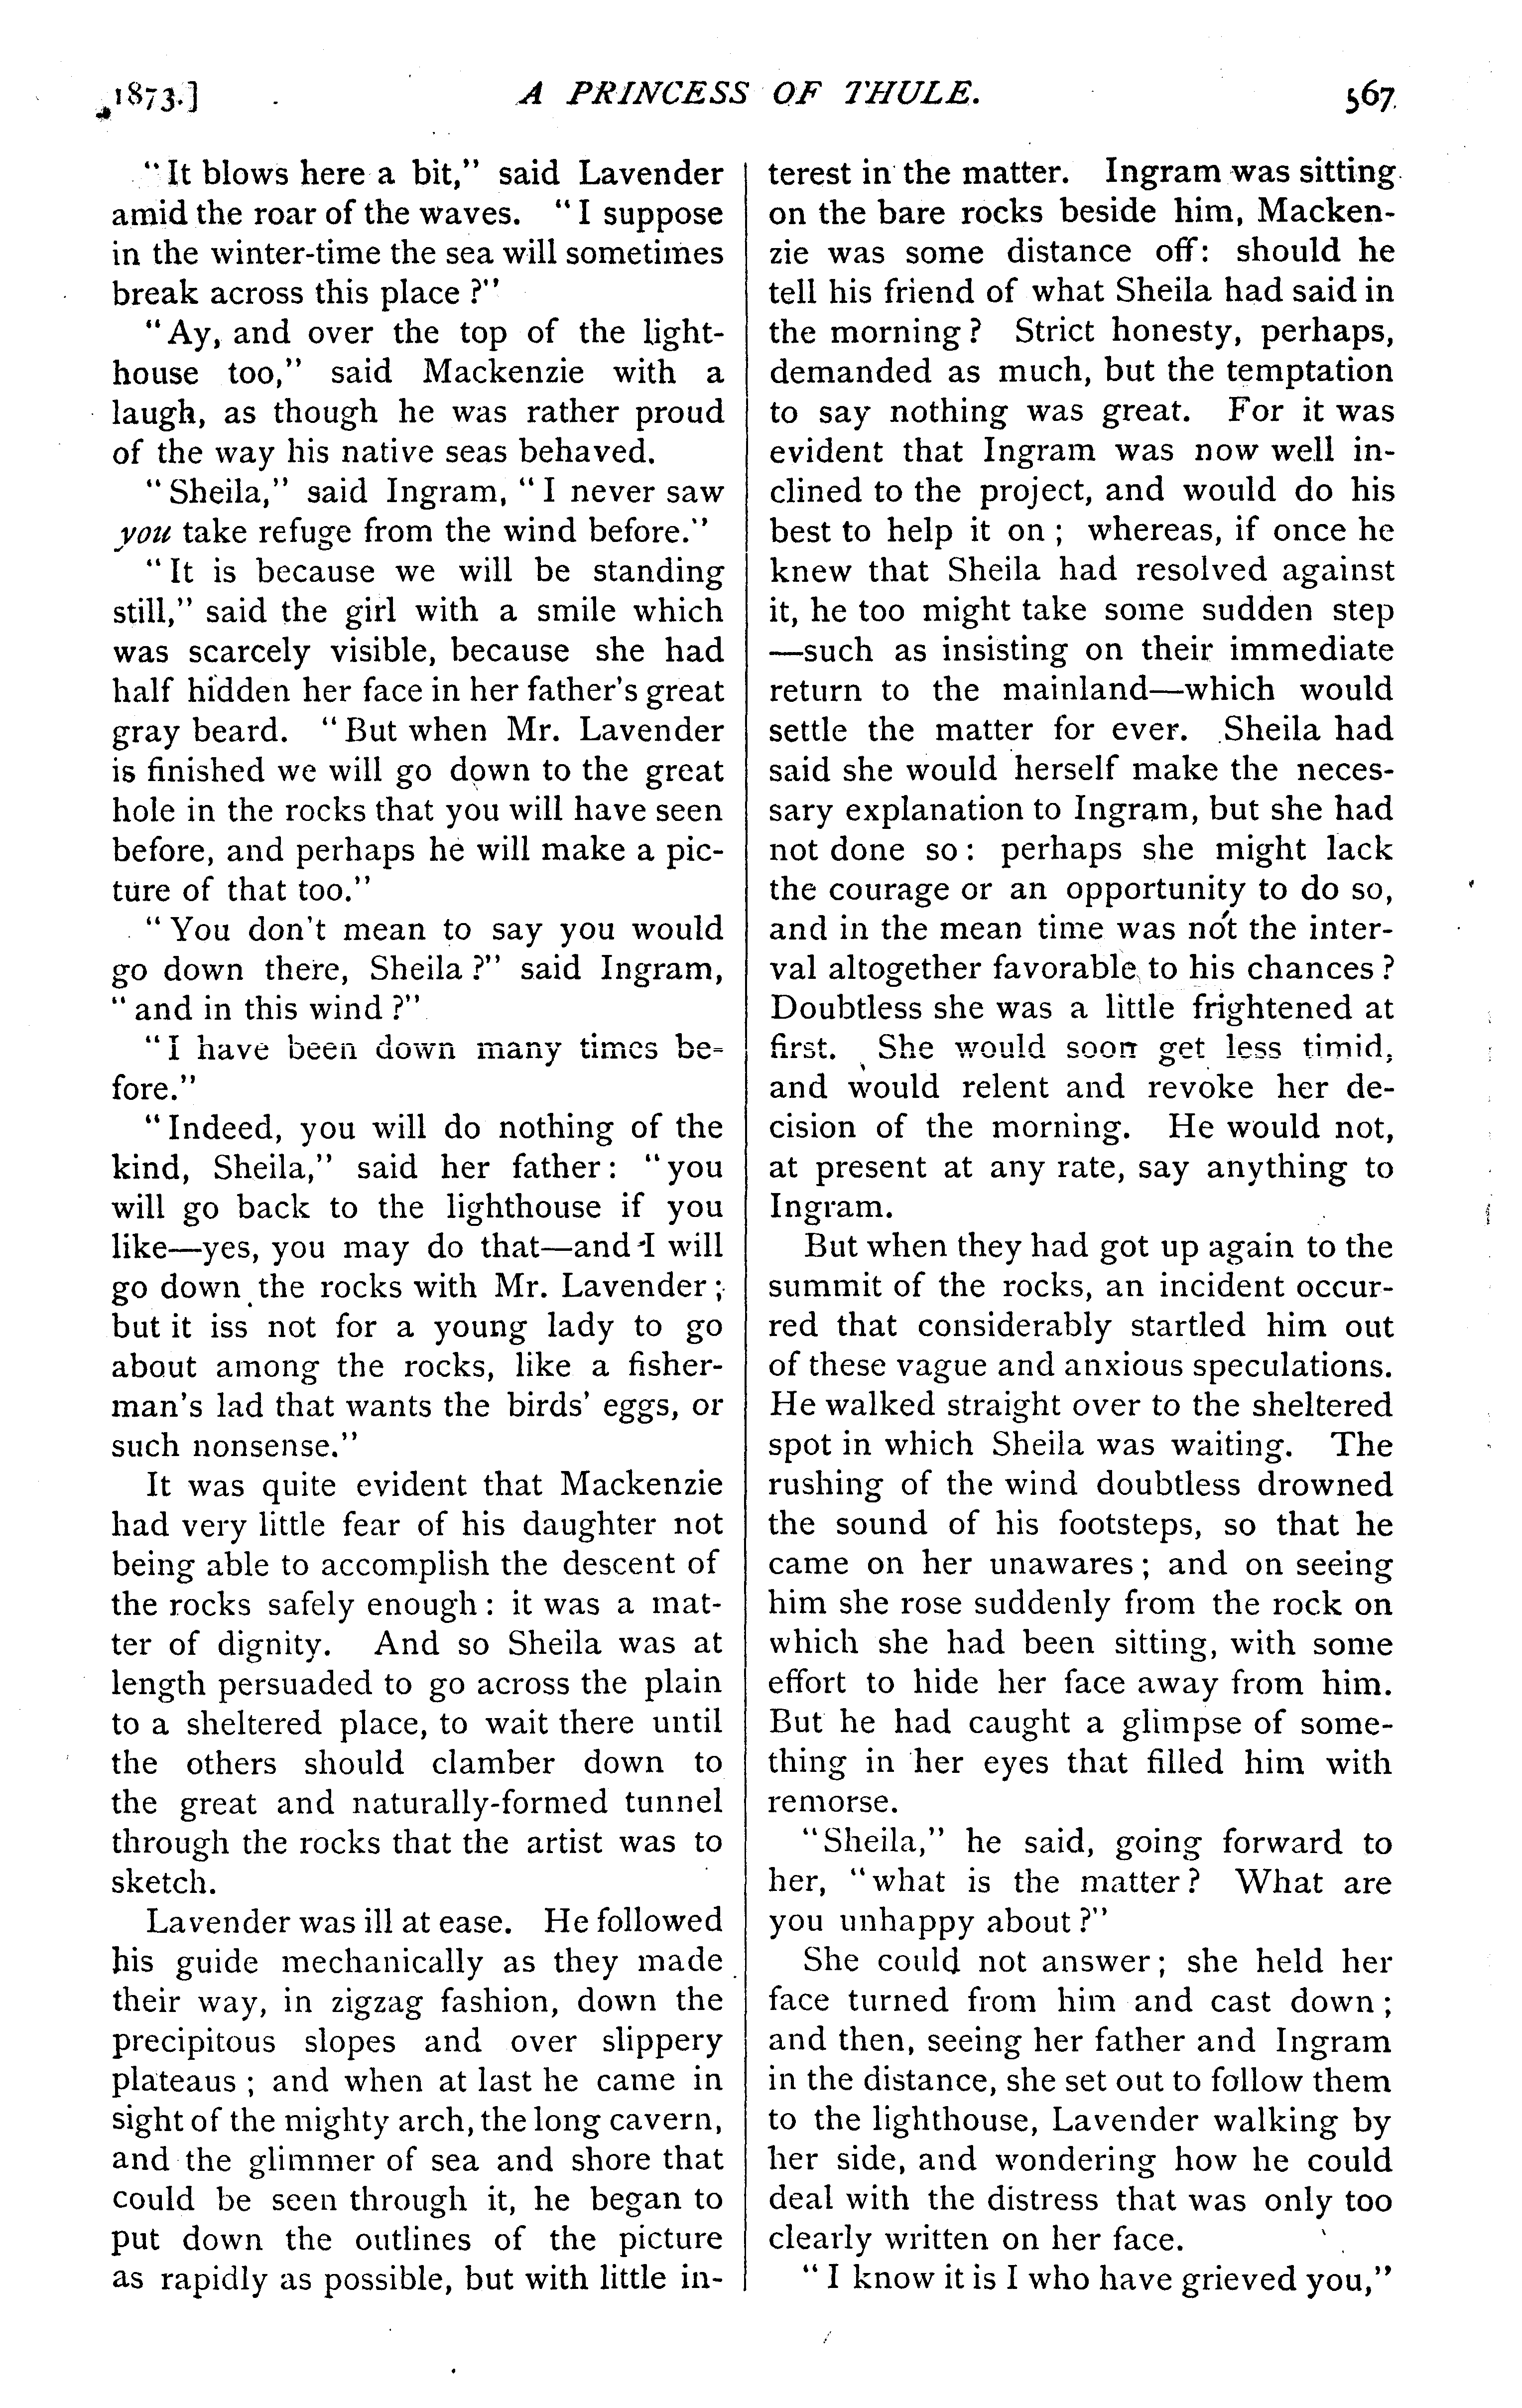 1873.] A PRINCESS OF THULE. 567
"It blows here a bit," said Lavender
amid the roar of the waves. "I suppose
in the winter-time the sea will sometimes
break across this place?"
"Ay, and over the top of the light-
house too," said Mackenzie with a
laugh, as though he was rather proud
of the way his native seas behaved.
"Sheila," said Ingram, "I never saw
you take refuge from the wind before."
"It is because we will be standing
still," said the girl with a smile which
was scarcely visible, because she had
half hidden her face in her father's great
gray beard. "But when Mr. Lavender
is finished we will go down to the great
hole in the rocks that you will have seen
before, and perhaps he will make a pic-
ture of that too."
"You don't mean to say you would
go down there, Sheila?" said Ingram,
"and in this wind?"
"I have been down many times be-
fore."
"Indeed, you will do nothing of the
kind, Sheila," said her father: "you
will go back to the lighthouse if you
like—yes, you may do that—and I will
go down the rocks with Mr. Lavender;
but it iss not for a young lady to go
about among the rocks, like a fisher-
man's lad that wants the birds' eggs, or
such nonsense."
It was quite evident that Mackenzie
had very little fear of his daughter not
being able to accomplish the descent of
the rocks safely enough: it was a mat-
ter of dignity. And so Sheila was at
length persuaded to go across the plain
to a sheltered place, to wait there until
the others should clamber down to
the great and naturally-formed tunnel
through the rocks that the artist was to
sketch.
Lavender was ill at ease. He followed
his guide mechanically as they made
their way, in zigzag fashion, down the
precipitous slopes and over slippery
plateaus; and when at last he came in
sight of the mighty arch, the long cavern,
and the glimmer of sea and shore that
could be seen through it, he began to
put down the outlines of the picture
as rapidly as possible, but with little in-
terest in the matter. Ingram was sitting
on the bare rocks beside him, Macken-
zie was some distance off: should he
tell his friend of what Sheila had said in
the morning? Strict honesty, perhaps,
demanded as much, but the temptation
to say nothing was great. For it was
evident that Ingram was now well in-
clined to the project, and would do his
best to help it on; whereas, if once he
knew that Sheila had resolved against
it, he too might take some sudden step
—such as insisting on their immediate
return to the mainland—which would
settle the matter for ever. Sheila had
said she would herself make the neces-
sary explanation to Ingram, but she had
not done so: perhaps she might lack
the courage or an opportunity to do so,
and in the mean time was not the inter-
val altogether favorable to his chances?
Doubtless she was a little frightened at
first. She would soon get less timid,
and would relent and revoke her de-
cision of the morning. He would not,
at present at any rate, say anything to
Ingram.
But when they had got up again to the
summit of the rocks, an incident occur-
red that considerably startled him out
of these vague and anxious speculations.
He walked straight over to the sheltered
spot in which Sheila was waiting. The
rushing of the wind doubtless drowned
the sound of his footsteps, so that he
came on her unawares; and on seeing
him she rose suddenly from the rock on
which she had been sitting, with some
effort to hide her face away from him.
But he had caught a glimpse of some-
thing in her eyes that filled him with
remorse.
"Sheila," he said, going forward to
her, "what is the matter? What are
you unhappy about?"
She could not answer; she held her
face turned from him and cast down;
and then, seeing her father and Ingram
in the distance, she set out to follow them
to the lighthouse, Lavender walking by
her side, and wondering how he could
deal with the distress that was only too
clearly written on her face.
"I know it is I who have grieved you,"